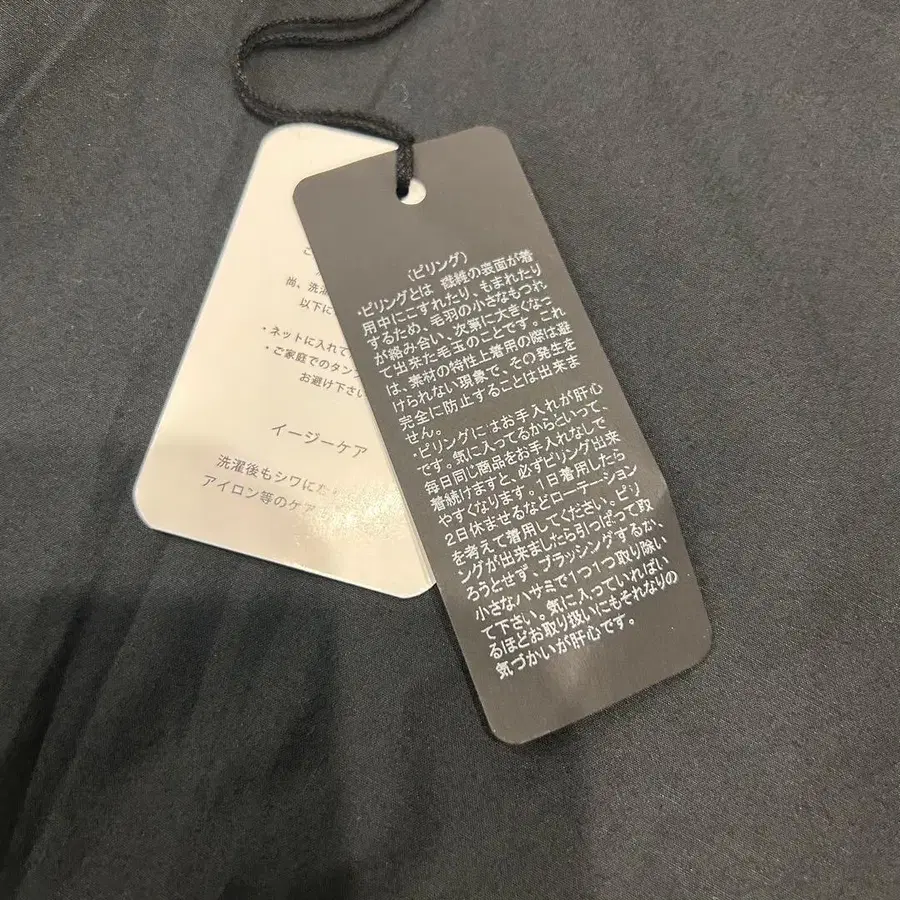 こ
尚、洗濯
以下に
・ネットに入れて
・ご家庭でのタン
お避け下さい
イージーケア
洗濯後もシワにな
アイロン等のケア
（ピリング）
・ピリングとは 繊維の表面が着
用中にこすれたり、もまれたり
するため、毛羽の小さなもつれ
が絡み合い、次第に大きくなっ
て出来た毛玉のことです。これ
は、素材の特性上着用の際は避
けられない現象で、その発生を
完全に防止することは出来ま
せん。
・ピリングにはお手入れが肝心
です。気に入ってるからといって、
毎日同じ商品をお手入れなしで
着続けますと、必ずピリング出来
やすくなります。1日着用したら
2日休ませるなどローテーション
を考えて着用してください。ピリ
ングが出来ましたら引っぱって取
ろうとせず、ブラッシングするか、
小さなハサミで1つ1つ取り除い
て下さい。気に入っていればい
るほどお取り扱いにもそれなりの
気づかいが肝心です。